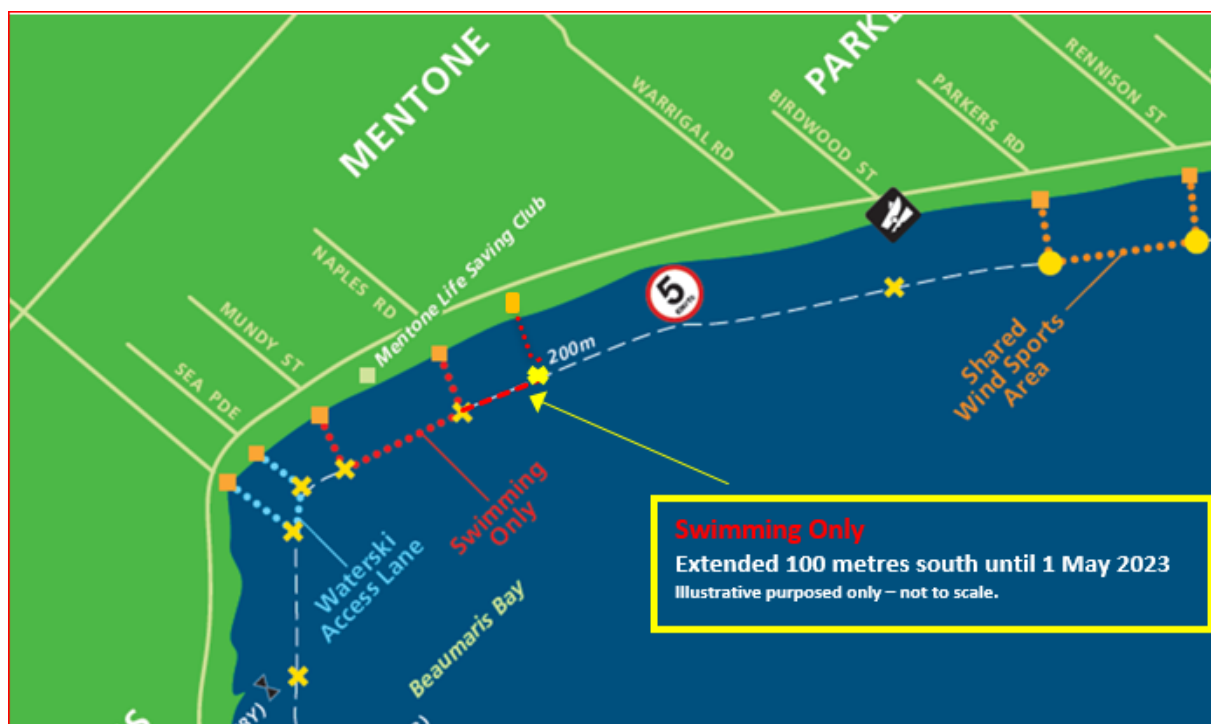 MENTONE
PARKE
RENNISON ST
PARKERS RD
BIRDWOOD ST
WARRIGAL RD
Mentone Life Saving Club
NAPLES RD
MUNDY ST
SEA PDE
5
200m
Shared
Wind Sports
Area
Swimming
Only
Waterski
Access Lane
Swimming Only
Extended 100 metres south until 1 May 2023
Illustrative purposed only – not to scale.
Beaumaris Bay
S
BY)